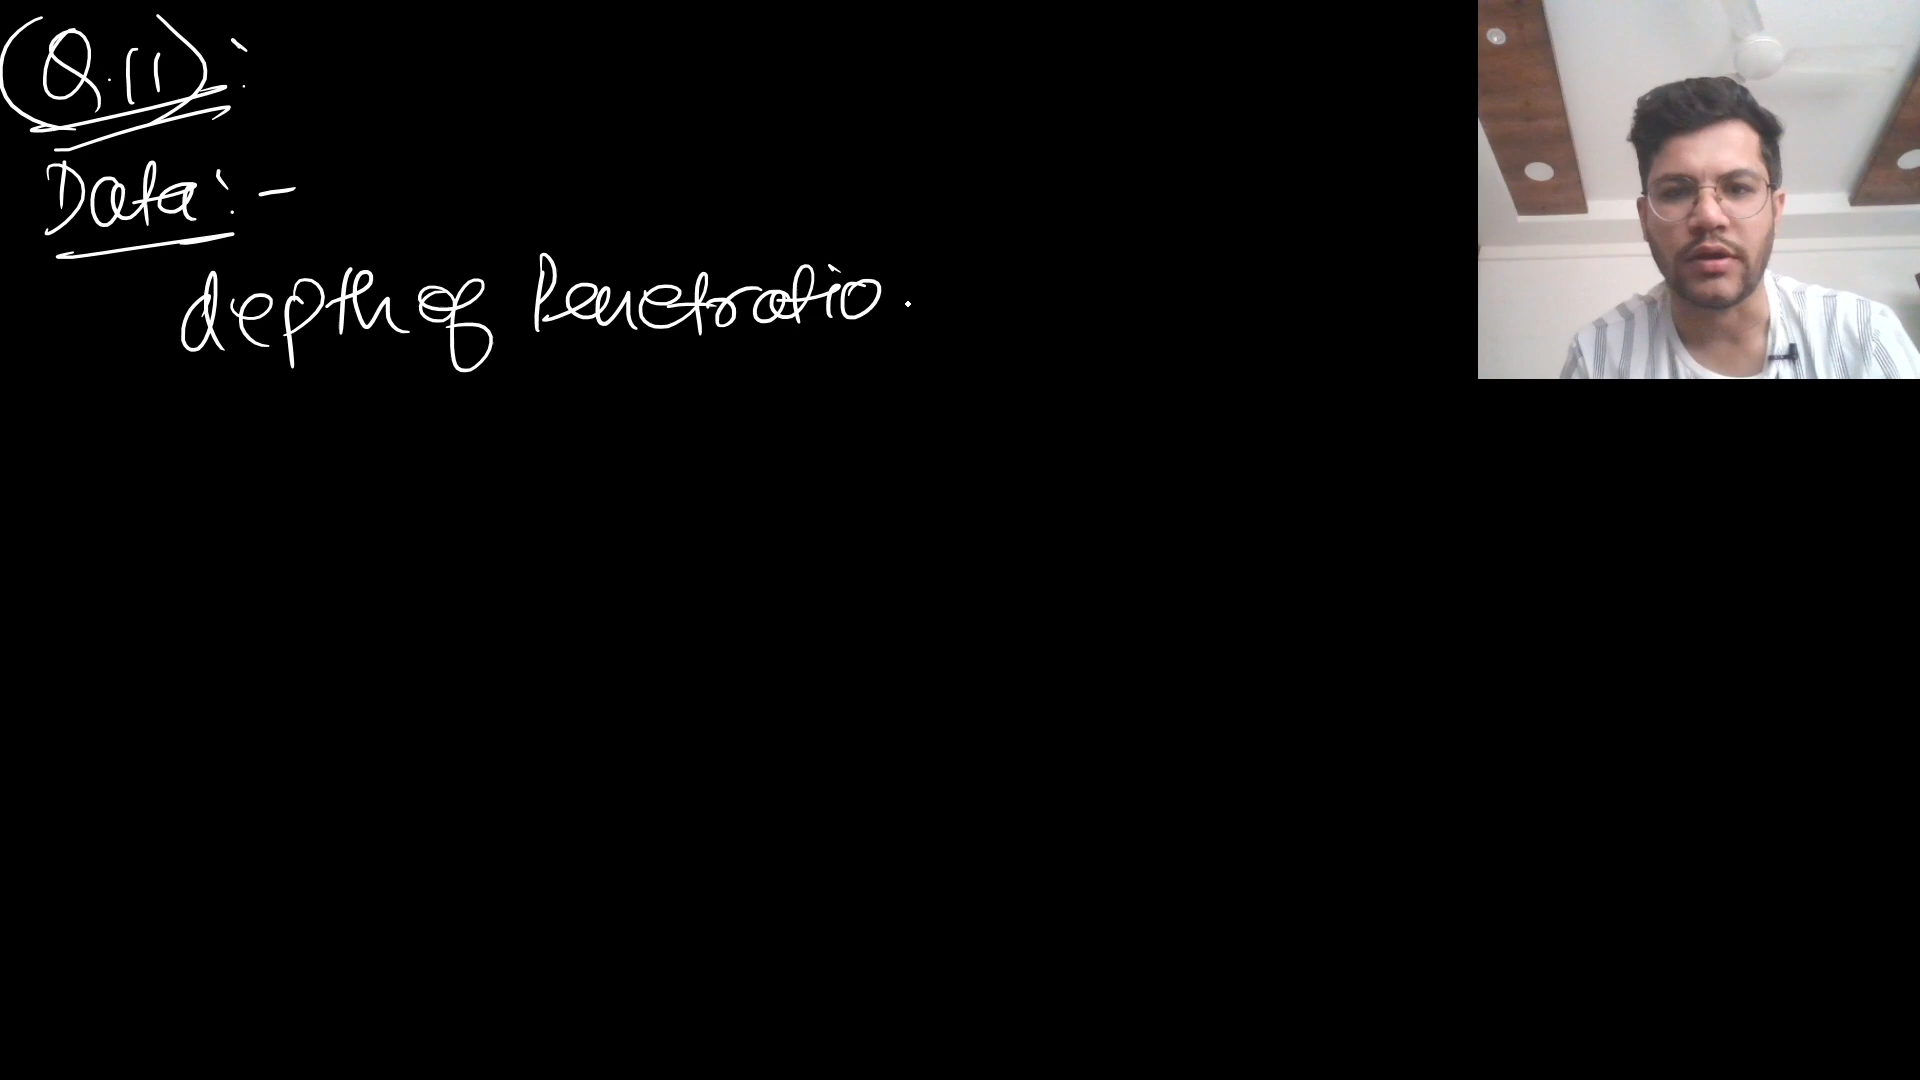 (Q.11):
Data:-
depth of Penetratio.